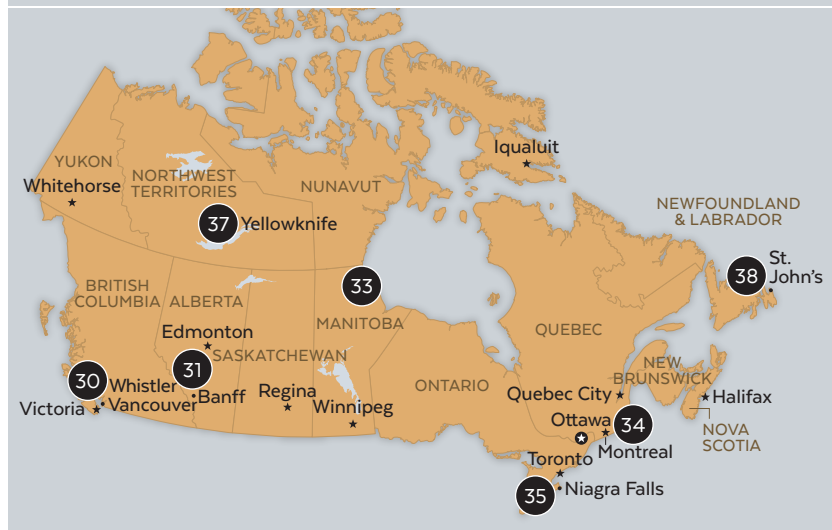 Iqualuit
YUKON
Whitehorse
NORTHWEST
TERRITORIES
NUNAVUT
NEWFOUNDLAND
& LABRADOR
37
Yellowknife
38
St.
John's
33
BRITISH
COLUMBIA
ALBERTA
MANITOBA
Edmonton
SASKATCHEWAN
QUEBEC
ONTARIO
NEW
BRUNSWICK
30
31
Whistler
Vancouver
Victoria
Banff
Regina
Winnipeg
Quebec City
Halifax
Ottawa
34
NOVA
SCOTIA
Montreal
Toronto
35
Niagra Falls